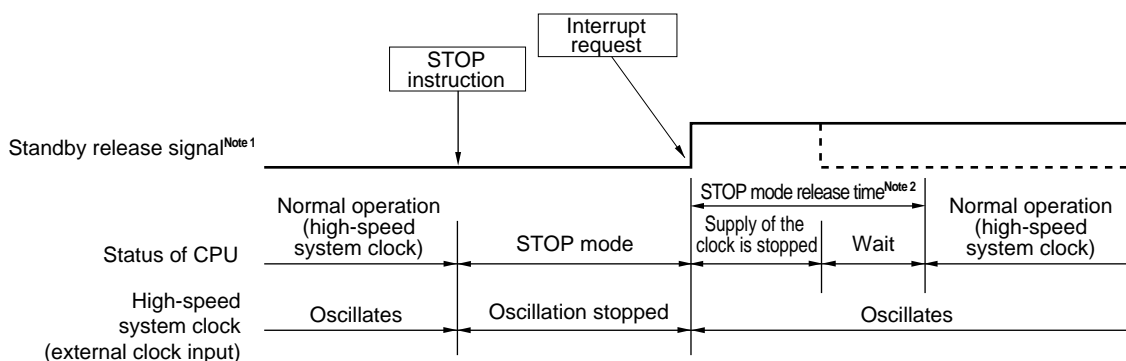 Interrupt
request
STOP
instruction
Standby release signalNote 1
STOP mode release timeNote 2
Normal operation
(high-speed
system clock)
Supply of the
clock is stopped
Wait
Normal operation
(high-speed
system clock)
Status of CPU
STOP mode
High-speed
system clock
(external clock input)
Oscillates
Oscillation stopped
Oscillates